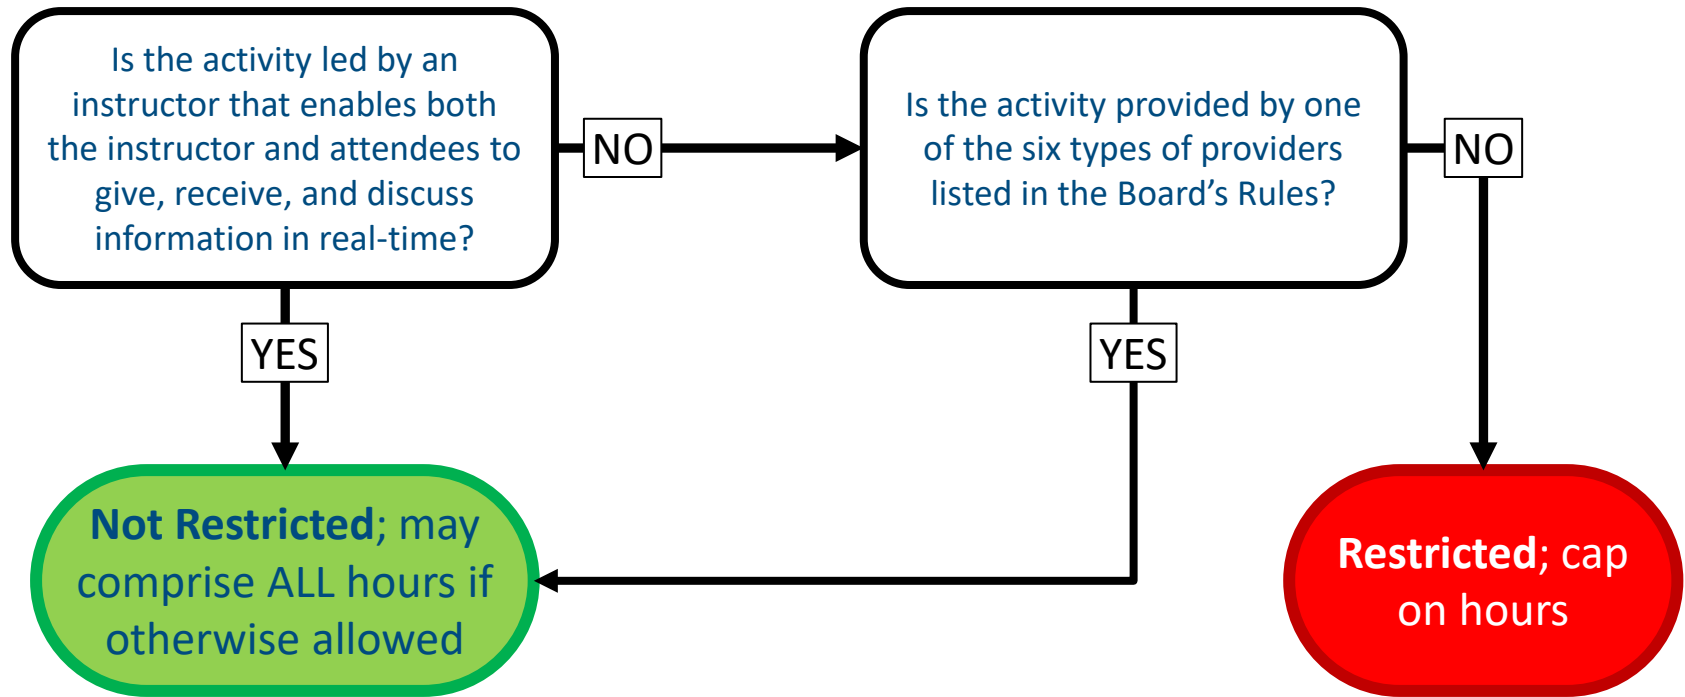 Is the activity led by an
instructor that enables both
the instructor and attendees to
give, receive, and discuss
information in real-time?
NO
Is the activity provided by one
of the six types of providers
listed in the Board’s Rules?
NO
YES
YES
Not Restricted; may
comprise ALL hours if
otherwise allowed
Restricted; cap
on hours